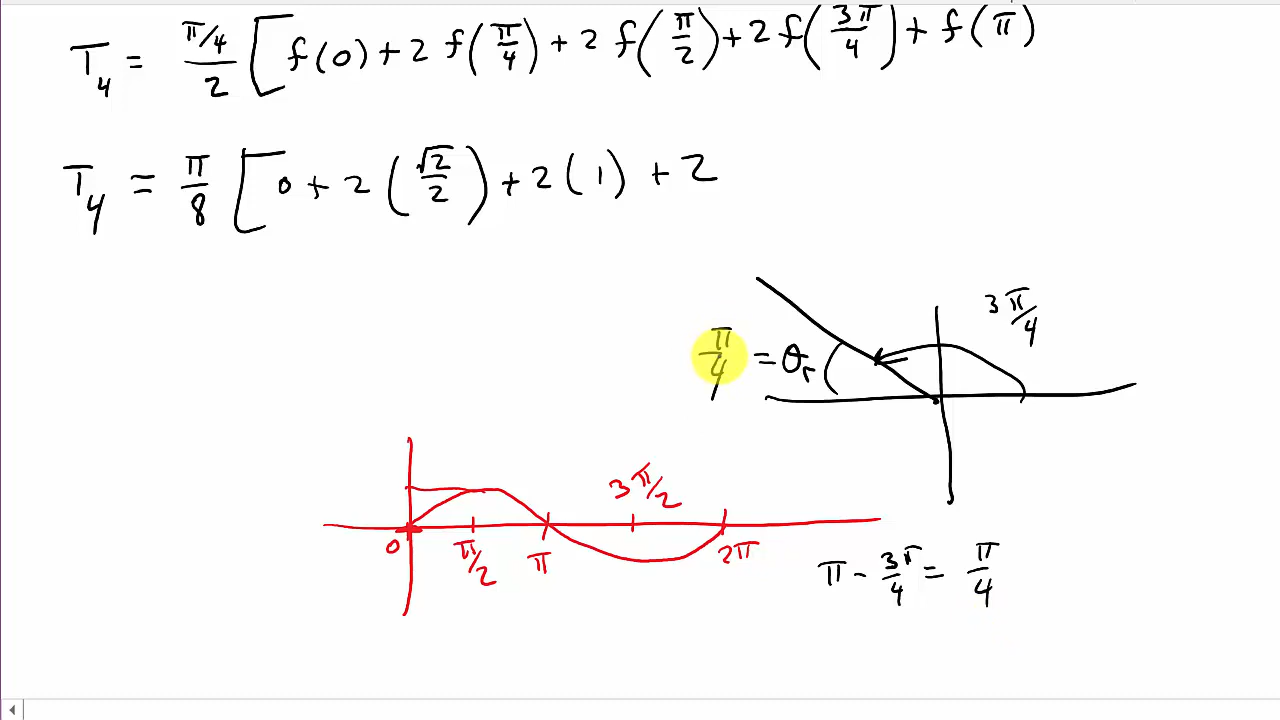 T₄ = π/4 / 2 [ f(0) + 2 f(π/4) + 2 f(π/2) + 2 f(3π/4) + f(π)
T₄ = π/8 [ 0 + 2 (√2/2) + 2 (1) + 2
3π/4
π/4 = θᵣ
3π/2
0 π/2 π 2π
π - 3π/4 = π/4